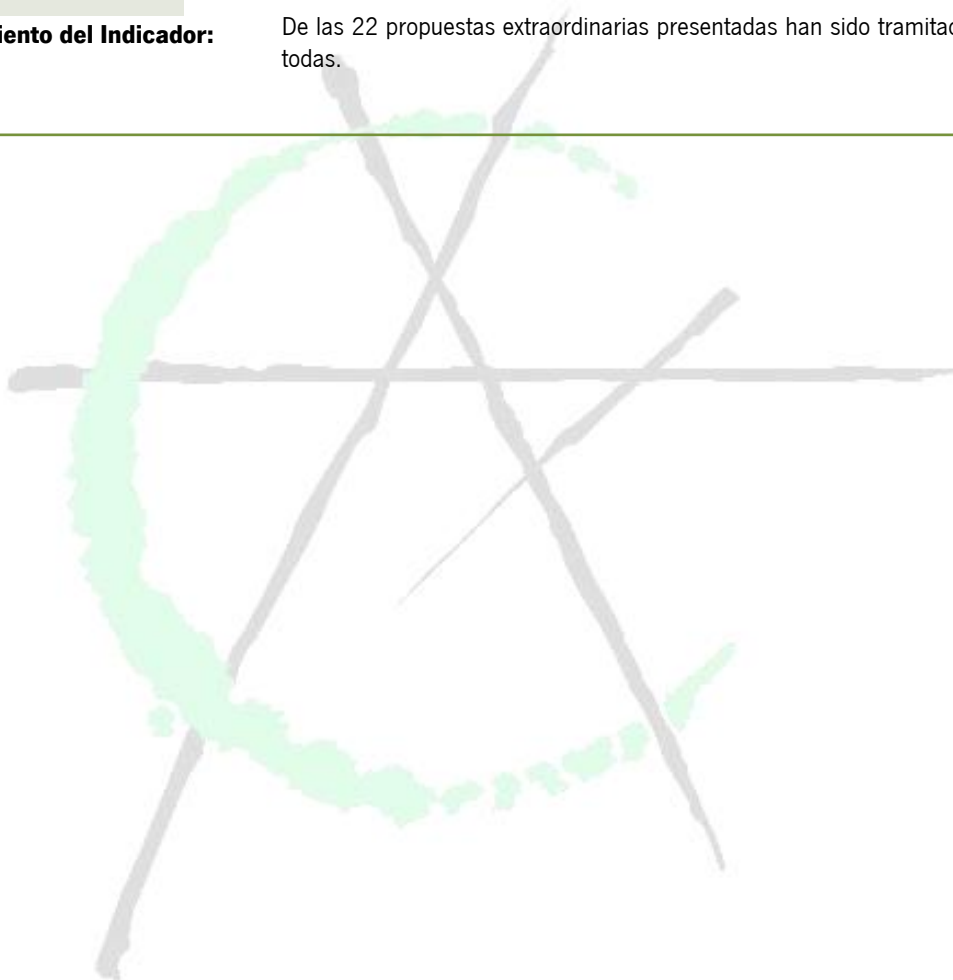 iento del Indicador:
De las 22 propuestas extraordinarias presentadas han sido tramitad
todas.